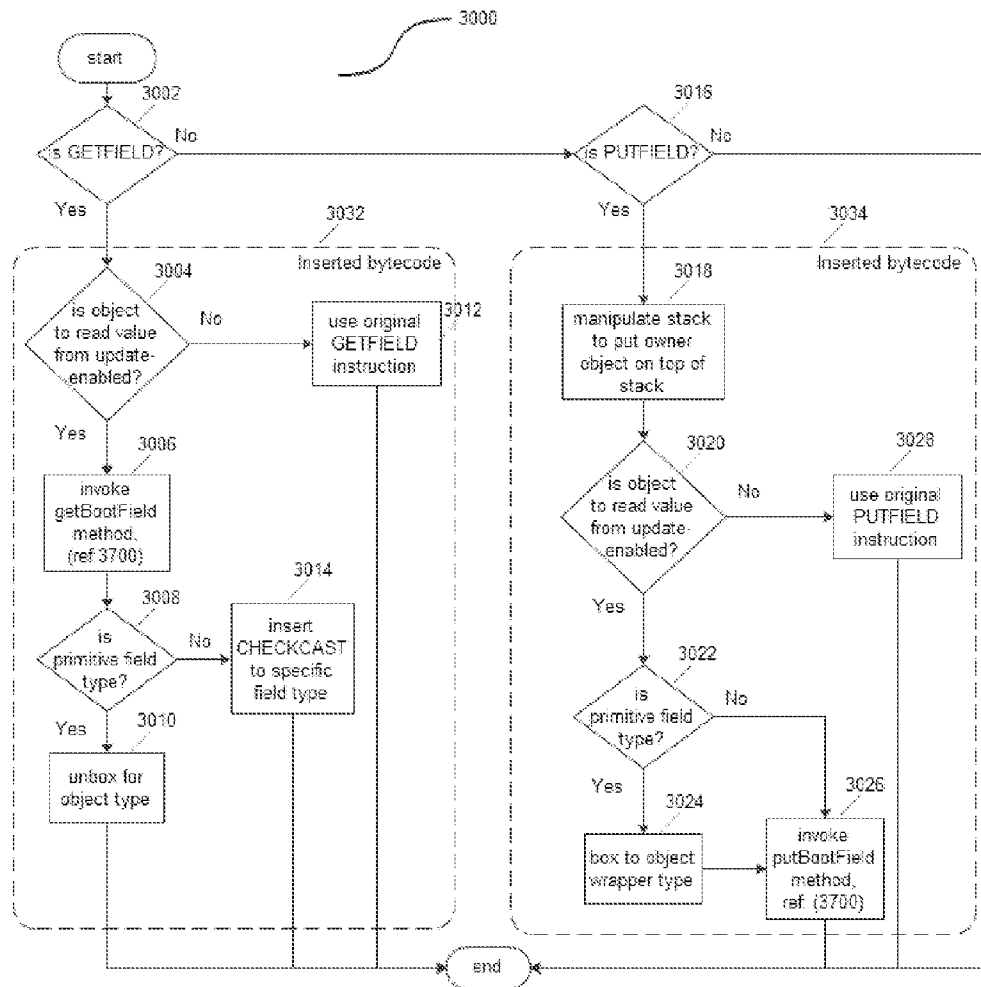 3000
start
3002
is GETFIELD?
No
Yes
3016
is PUTFIELD?
No
Yes
3032
Inserted bytecode
3004
is object
to read value
from update-
enabled?
No
use original
GETFIELD
instruction
3012
Yes
3006
invoke
getBootField
method,
(ref 3700)
3008
is
primitive field
type?
No
3014
insert
CHECKCAST
to specific
field type
Yes
3010
unbox for
object type
3034
Inserted bytecode
3018
manipulate stack
to put owner
object on top of
stack
3020
is object
to read value
from update-
enabled?
No
3028
use original
PUTFIELD
instruction
Yes
3022
is
primitive field
type?
No
Yes
3024
box to object
wrapper type
3026
invoke
putBootField
method,
ref. (3700)
end